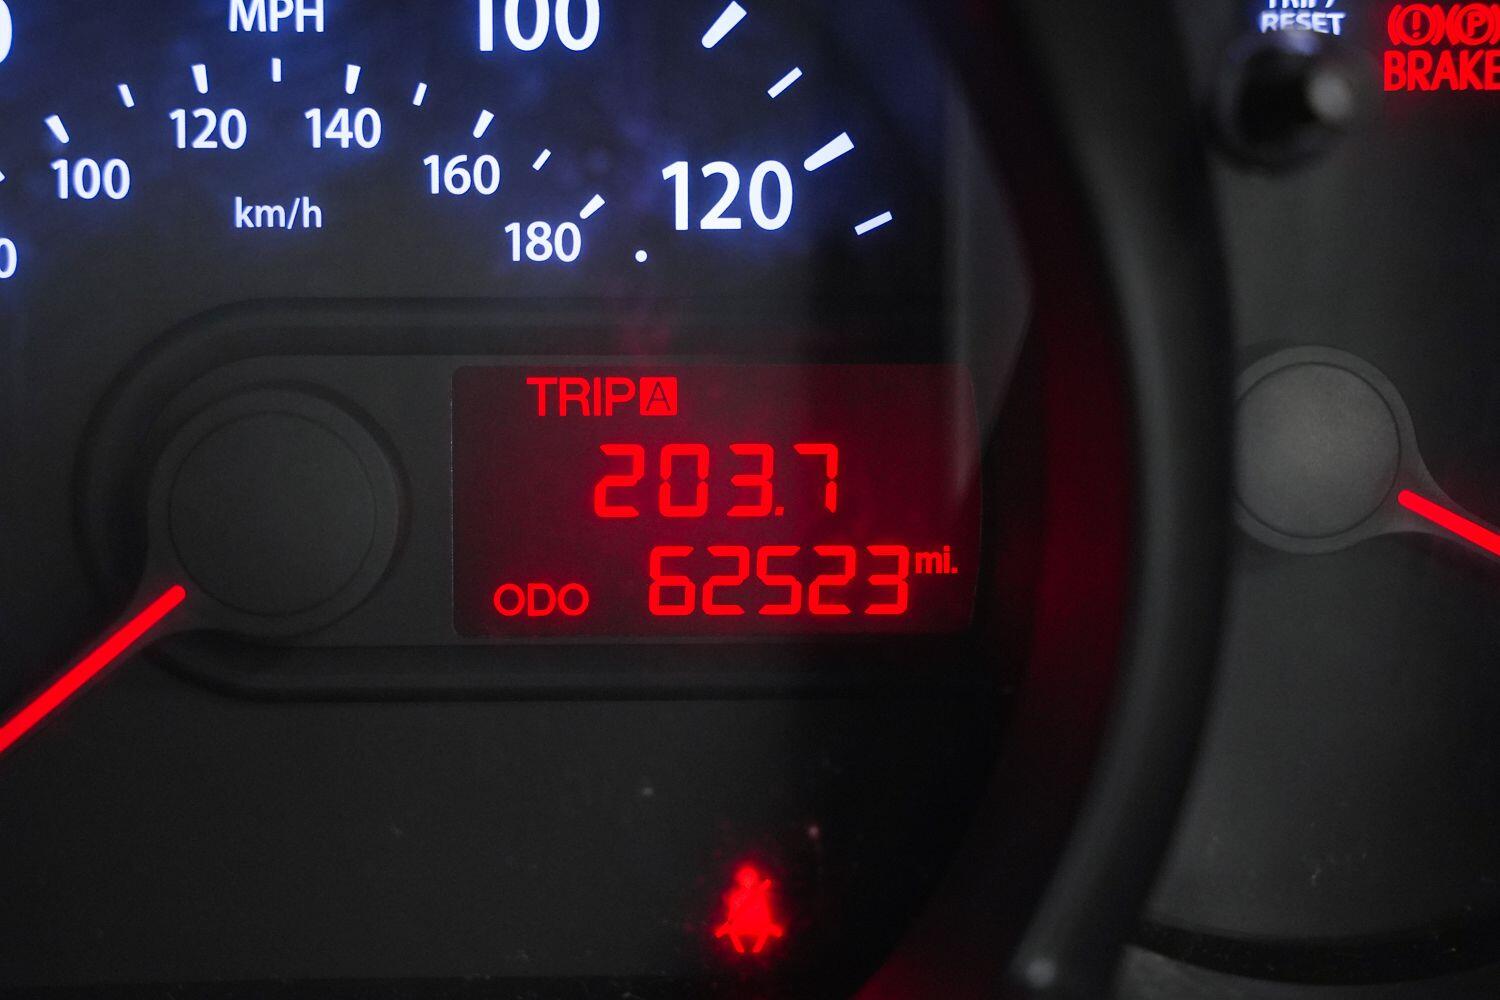 MPH
100
TRIP/
RESET
BRAKE
120
140
100
160
120
km/h
180
TRIP A
203.7
ODO 62523 mi.